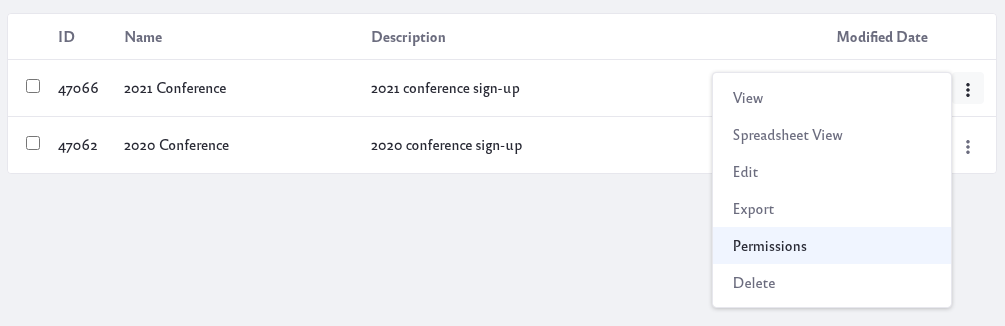 ID Name Description Modified Date
47066 2021 Conference 2021 conference sign-up
View
Spreadsheet View
47062 2020 Conference 2020 conference sign-up
Edit
Export
Permissions
Delete